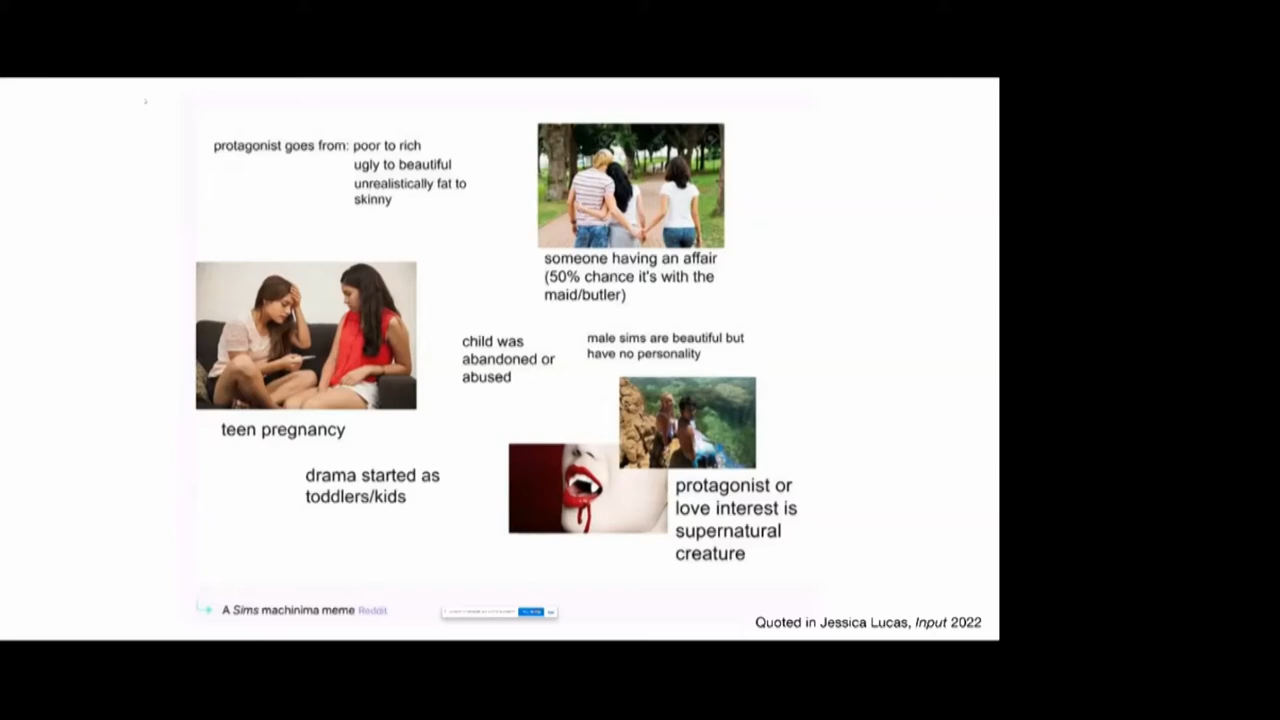 protagonist goes from: poor to rich
ugly to beautiful
unrealistically fat to
skinny
someone having an affair
(50% chance it's with the
maid/butler)
child was
abandoned or
abused
male sims are beautiful but
have no personality
teen pregnancy
drama started as
toddlers/kids
protagonist or
love interest is
supernatural
creature
A Sims machinima meme Reddit
Quoted in Jessica Lucas, Input 2022